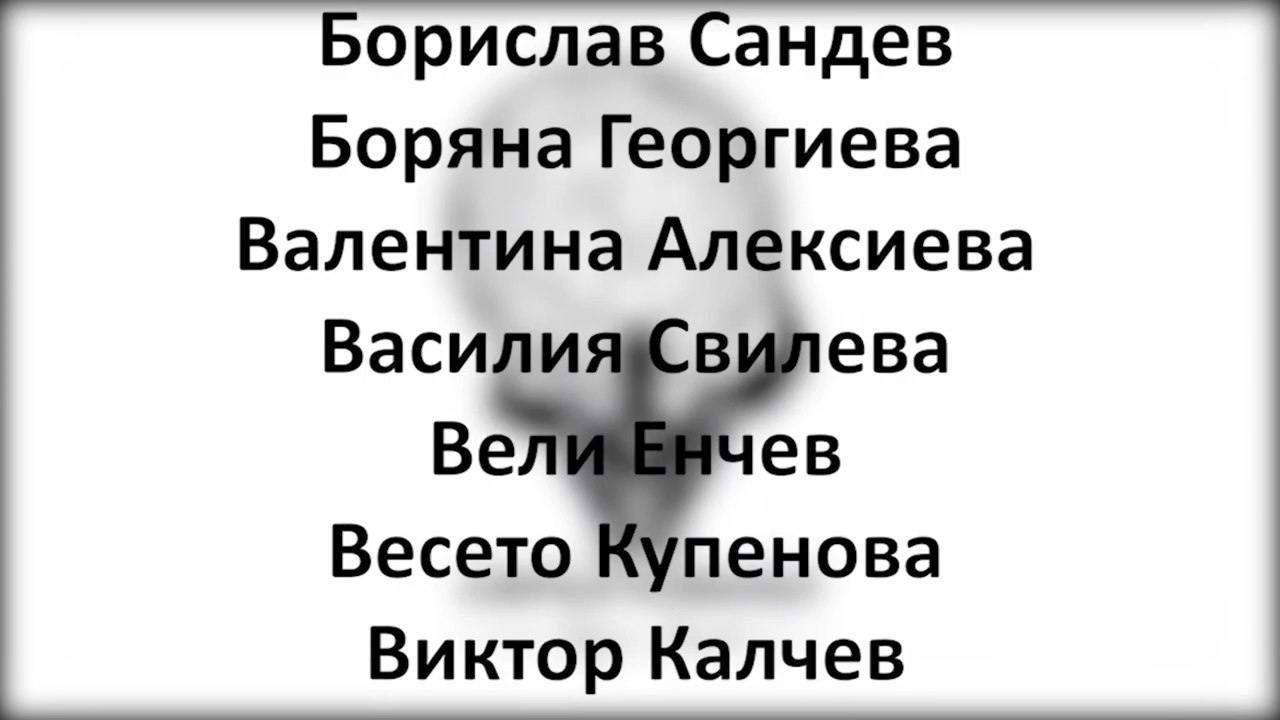 Борислав Сандев
Боряна Георгиева
Валентина Алексиева
Василия Свилева
Вели Енчев
Весето Купенова
Виктор Калчев